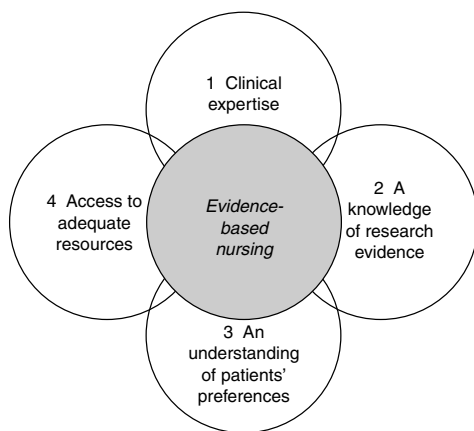 1 Clinical
expertise
2 A
knowledge
of research
evidence
3 An
understanding
of patients’
preferences
4 Access to
adequate
resources
Evidence-
based
nursing